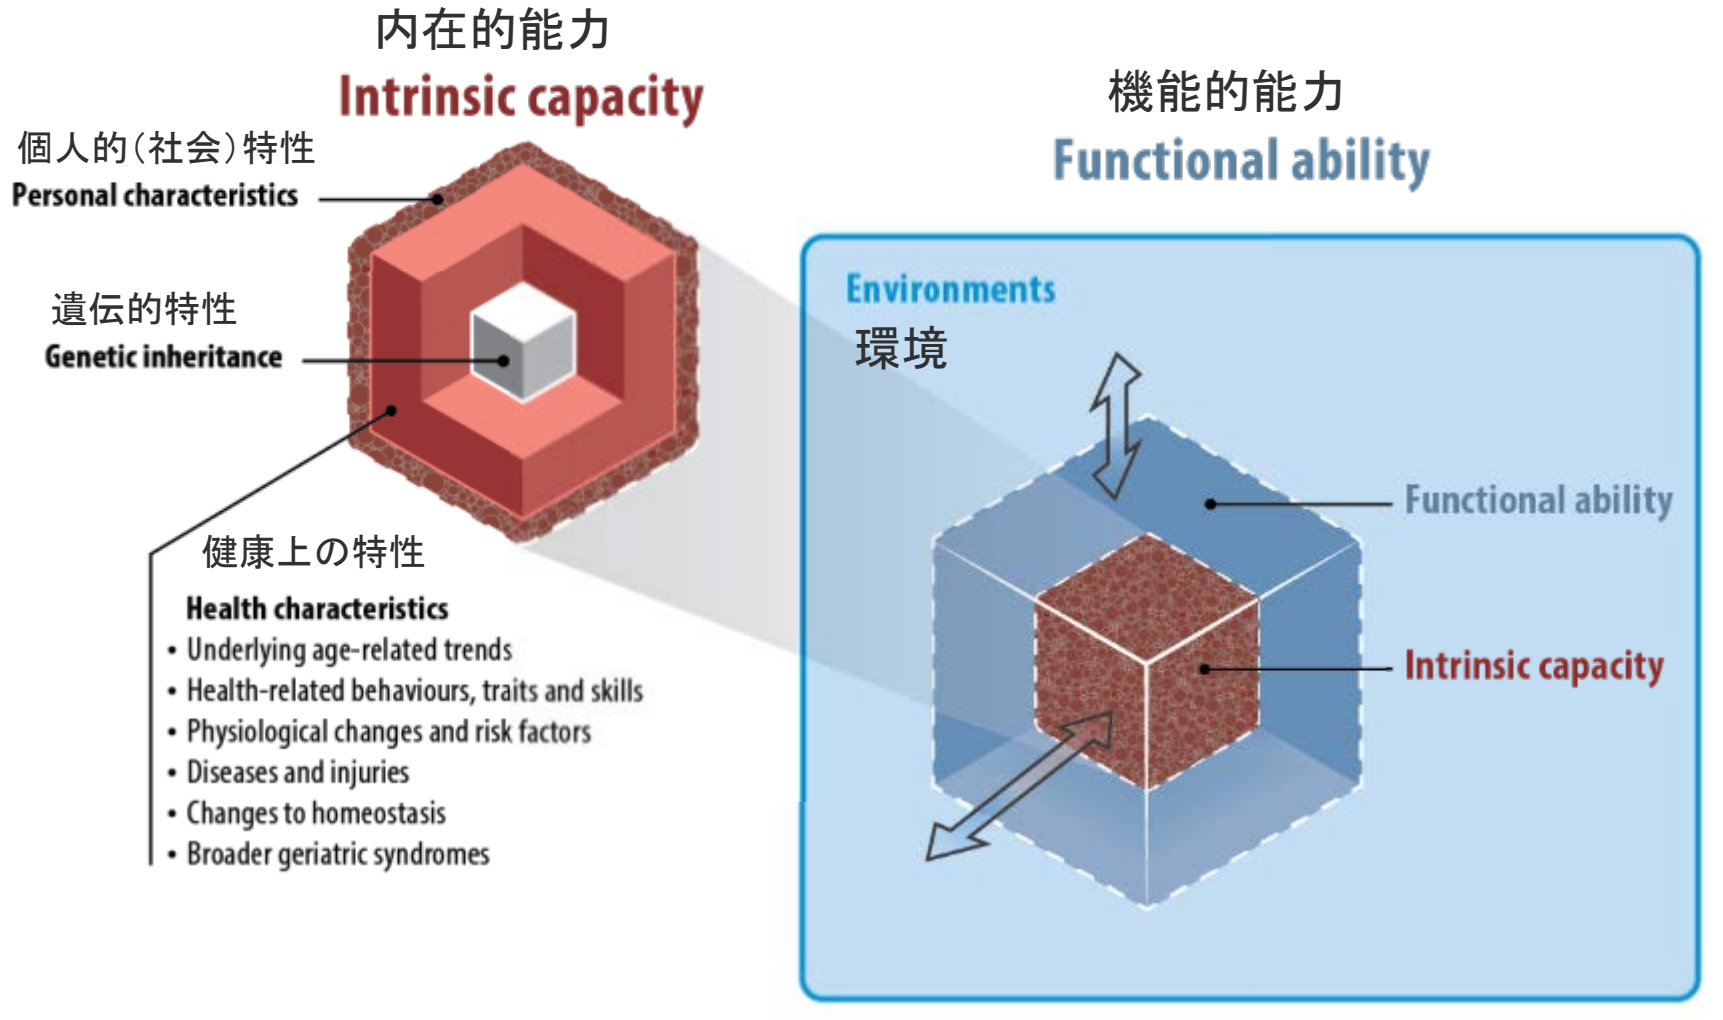 内在的能力
Intrinsic capacity
個人的(社会)特性
Personal characteristics
遺伝的特性
Genetic inheritance
健康上の特性
Health characteristics
• Underlying age-related trends
• Health-related behaviours, traits and skills
• Physiological changes and risk factors
• Diseases and injuries
• Changes to homeostasis
• Broader geriatric syndromes
機能的能力
Functional ability
Environments
環境
Functional ability
Intrinsic capacity